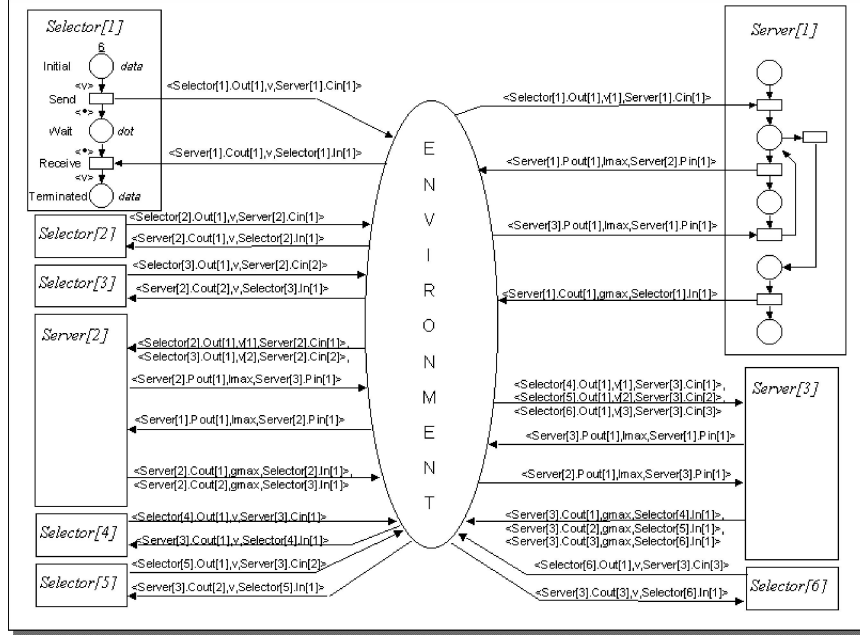 Selector[1]
6
Initial
data
<v>
Send
<•>
Wait
dot
<•>
Receive
<v>
Terminated
data
<Selector[1].Out[1],v,Server[1].Cin[1]>
<Server[1].Cout[1],v,Selector[1].In[1]>
Selector[2]
<Selector[2].Out[1],v,Server[2].Cin[1]>
<Server[2].Cout[1],v,Selector[2].In[1]>
Selector[3]
<Selector[3].Out[1],v,Server[2].Cin[2]>
<Server[2].Cout[2],v,Selector[3].In[1]>
Server[2]
<Selector[2].Out[1],v[1],Server[2].Cin[1]>,
<Selector[3].Out[1],v[2],Server[2].Cin[2]>,
<Server[2].Pout[1],lmax,Server[3].Pin[1]>
<Server[1].Pout[1],lmax,Server[2].Pin[1]>
<Server[2].Cout[1],gmax,Selector[2].In[1]>,
<Server[2].Cout[2],gmax,Selector[3].In[1]>
Selector[4]
<Selector[4].Out[1],v,Server[3].Cin[1]>
<Server[3].Cout[1],v,Selector[4].In[1]>
Selector[5]
<Selector[5].Out[1],v,Server[3].Cin[2]>
<Server[3].Cout[2],v,Selector[5].In[1]>
ENVIRONMENT
Server[1]
<Selector[1].Out[1],v[1],Server[1].Cin[1]>
<Server[1].Pout[1],lmax,Server[2].Pin[1]>
<Server[3].Pout[1],lmax,Server[1].Pin[1]>
<Server[1].Cout[1],gmax,Selector[1].In[1]>
Server[3]
<Selector[4].Out[1],v[1],Server[3].Cin[1]>,
<Selector[5].Out[1],v[2],Server[3].Cin[2]>,
<Selector[6].Out[1],v[3],Server[3].Cin[3]>
<Server[3].Pout[1],lmax,Server[1].Pin[1]>
<Server[2].Pout[1],lmax,Server[3].Pin[1]>
<Server[3].Cout[1],gmax,Selector[4].In[1]>,
<Server[3].Cout[2],gmax,Selector[5].In[1]>,
<Server[3].Cout[3],gmax,Selector[6].In[1]>
<Selector[6].Out[1],v,Server[3].Cin[3]>
Selector[6]
<Server[3].Cout[3],v,Selector[6].In[1]>